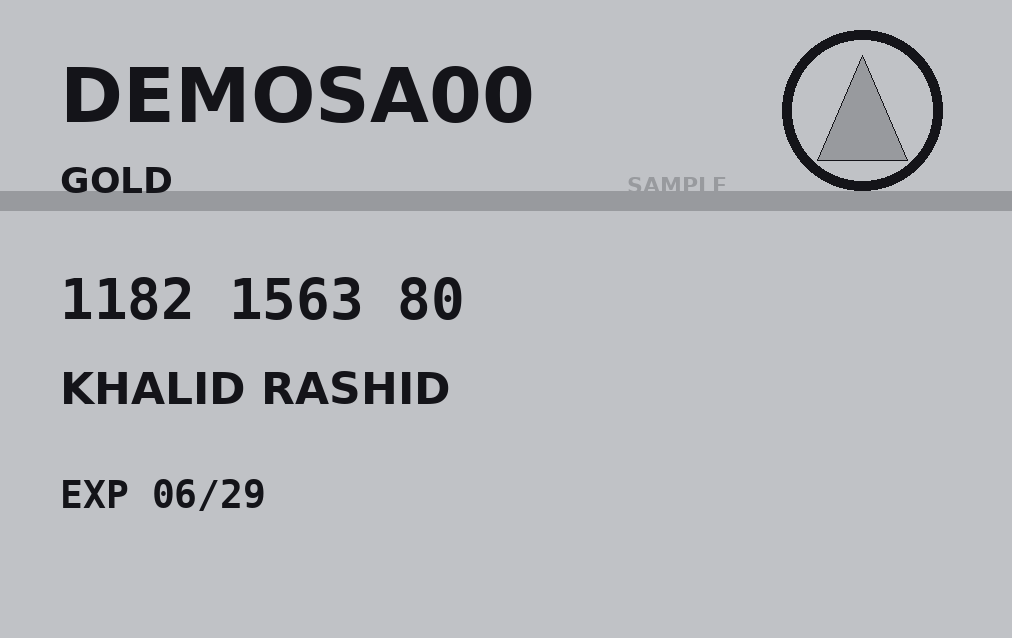 DEMOSA00
GOLD
SAMPLE
1182 1563 80
KHALID RASHID
EXP 06/29